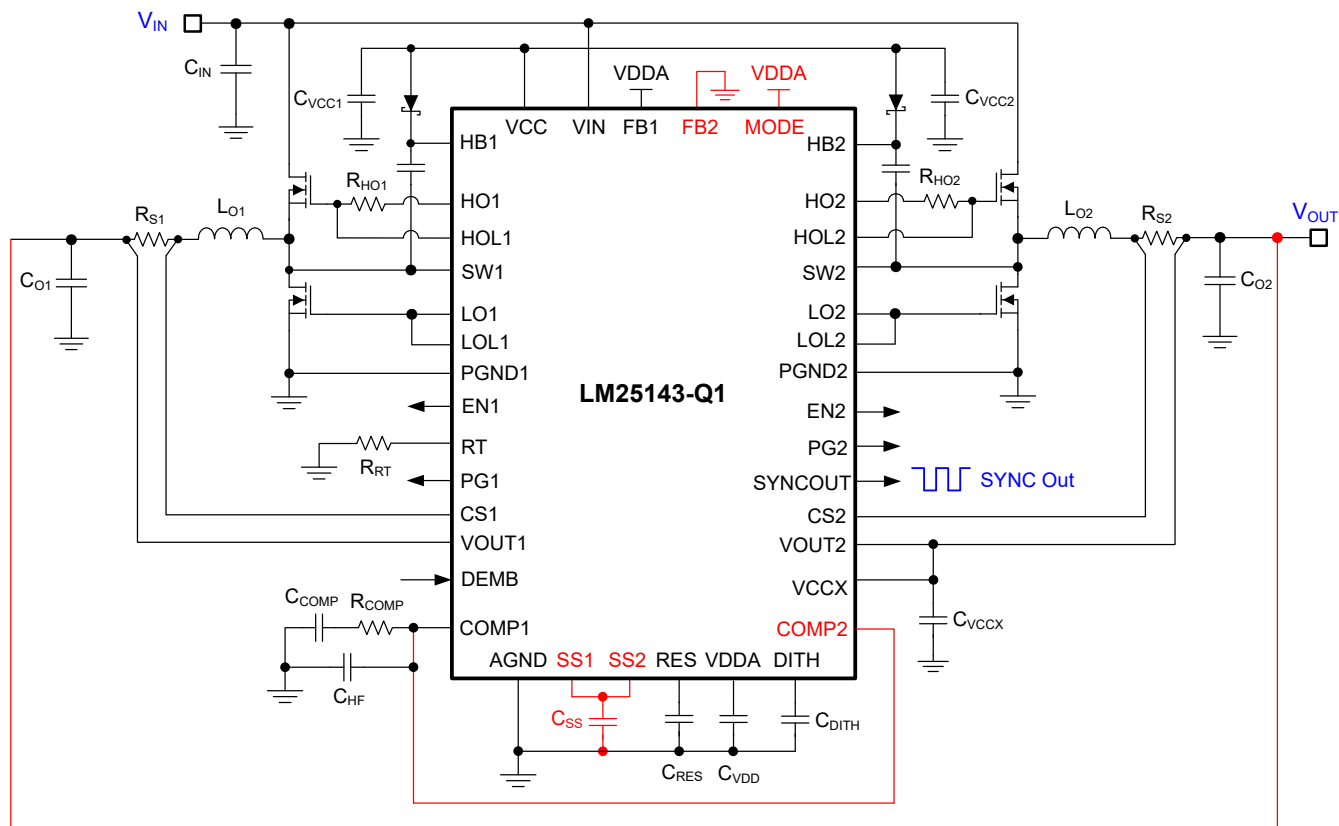 VIN
CIN
CVCC1
VDDA
VDDA
CVCC2
VCC
VIN
FB1
FB2
MODE
HB1
HB2
RHO1
HO1
HO2
RHO2
RS1
LO1
HOL1
HOL2
LO2
RS2
VOUT
SW1
SW2
CO1
CO2
LO1
LO2
LOL1
LOL2
PGND1
PGND2
LM25143-Q1
EN1
EN2
RT
PG2
RRT
PG1
SYNCOUT
SYNC Out
CS1
CS2
VOUT1
VOUT2
DEMB
VCCX
CCOMP
RCOMP
COMP1
COMP2
CVCCX
AGND
SS1
SS2
RES
VDDA
DITH
CHF
CSS
CDITH
CRES
CVDD